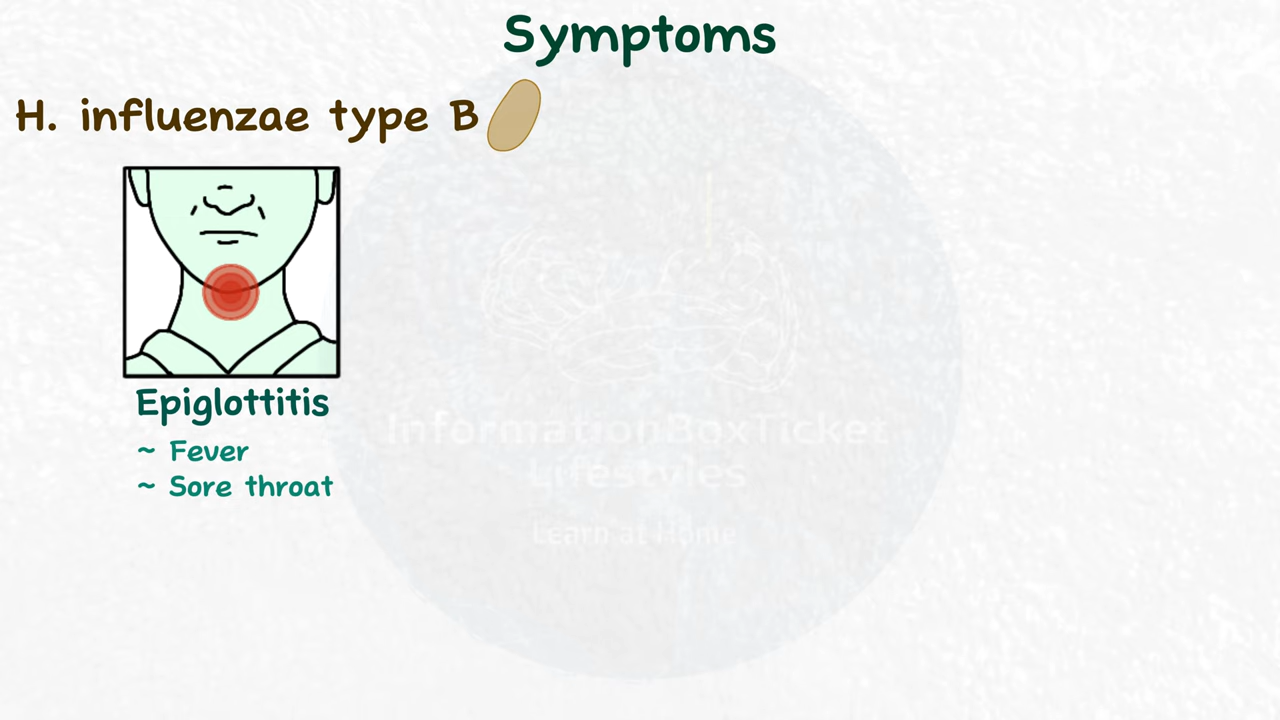 Symptoms
H. influenzae type B
Epiglottitis
~ Fever
~ Sore throat
InformationBoxTicket
Lifestyles
Learn at Home